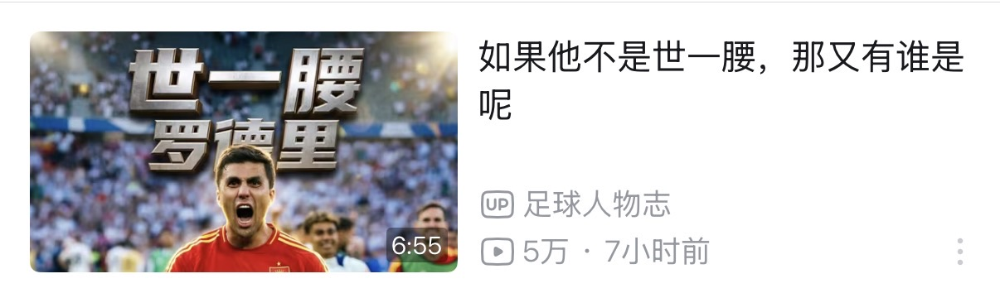 世一腰
罗德里
6:55
如果他不是世一腰，那又有谁是
呢
UP 足球人物志
5万 · 7小时前